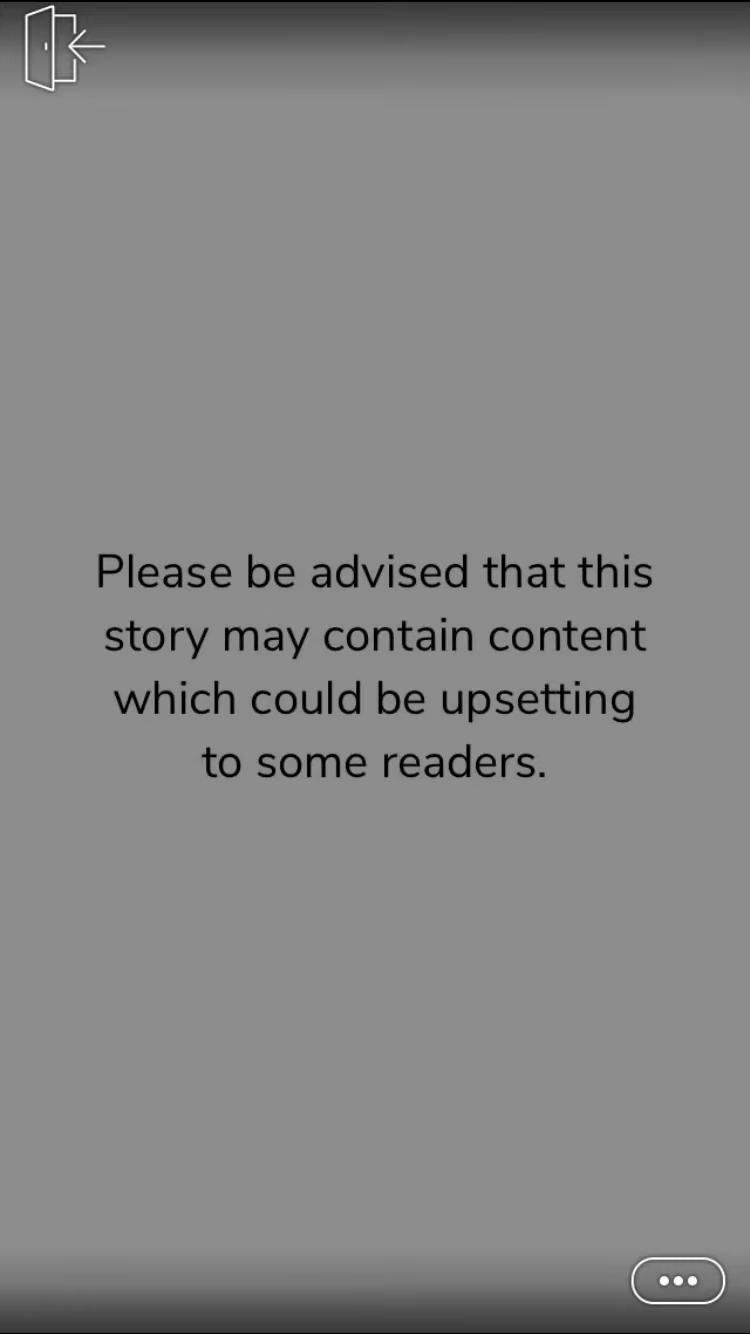 Please be advised that this
story may contain content
which could be upsetting
to some readers.